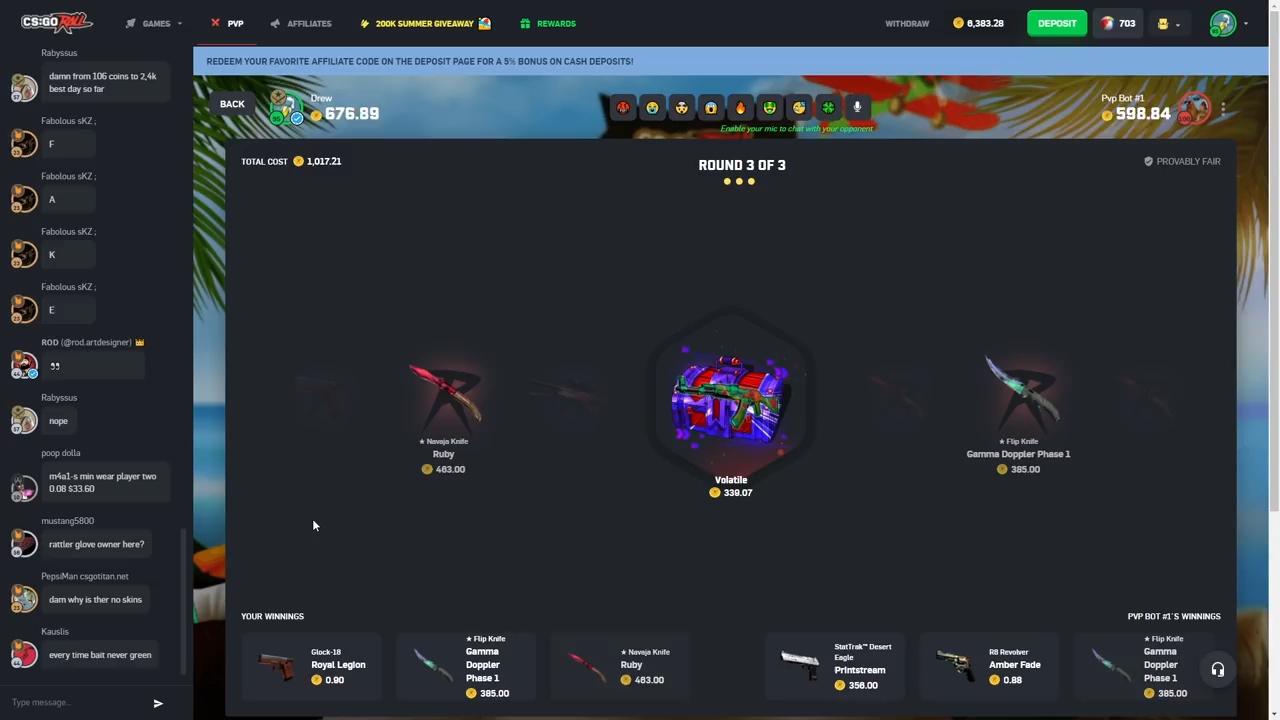 CS:GO ROLL
GAMES
PVP
AFFILIATES
200K SUMMER GIVEAWAY
REWARDS
WITHDRAW
6,383.28
DEPOSIT
703
REDEEM YOUR FAVORITE AFFILIATE CODE ON THE DEPOSIT PAGE FOR A 5% BONUS ON CASH DEPOSITS!
Rabyssus
damn from 106 coins to 2,4k
best day so far
Fabolous sKZ ;
F
Fabolous sKZ ;
A
Fabolous sKZ ;
K
Fabolous sKZ ;
E
ROD (@rod.artdesigner)
Rabyssus
nope
poop dolla
m4a1-s min wear player two
0.08 $33.60
mustang5800
rattler glove owner here?
PepsiMan csgotitan.net
dam why is ther no skins
Kauslis
every time bait never green
Type message...
BACK
Drew
676.89
Enable your mic to chat with your opponent
Pvp Bot #1
598.84
TOTAL COST 1,017.21
ROUND 3 OF 3
PROVABLY FAIR
★ Navaja Knife
Ruby
463.00
Volatile
339.07
★ Flip Knife
Gamma Doppler Phase 1
385.00
YOUR WINNINGS
PVP BOT #1'S WINNINGS
Glock-18
Royal Legion
0.90
★ Flip Knife
Gamma
Doppler
Phase 1
385.00
★ Navaja Knife
Ruby
463.00
StatTrak™ Desert
Eagle
Printstream
356.00
R8 Revolver
Amber Fade
0.88
★ Flip Knife
Gamma
Doppler
Phase 1
385.00